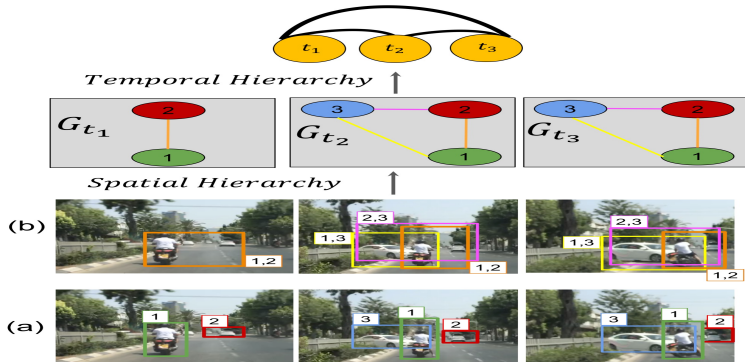 t1 t2 t3
Temporal Hierarchy
2 3 2 3 2
Gt1 Gt2 Gt3
1 1 1
Spatial Hierarchy
(b)
2,3 2,3
1,3 1,3
1,2 1,2 1,2
(a)
1 2 3 1 2 3 1 2